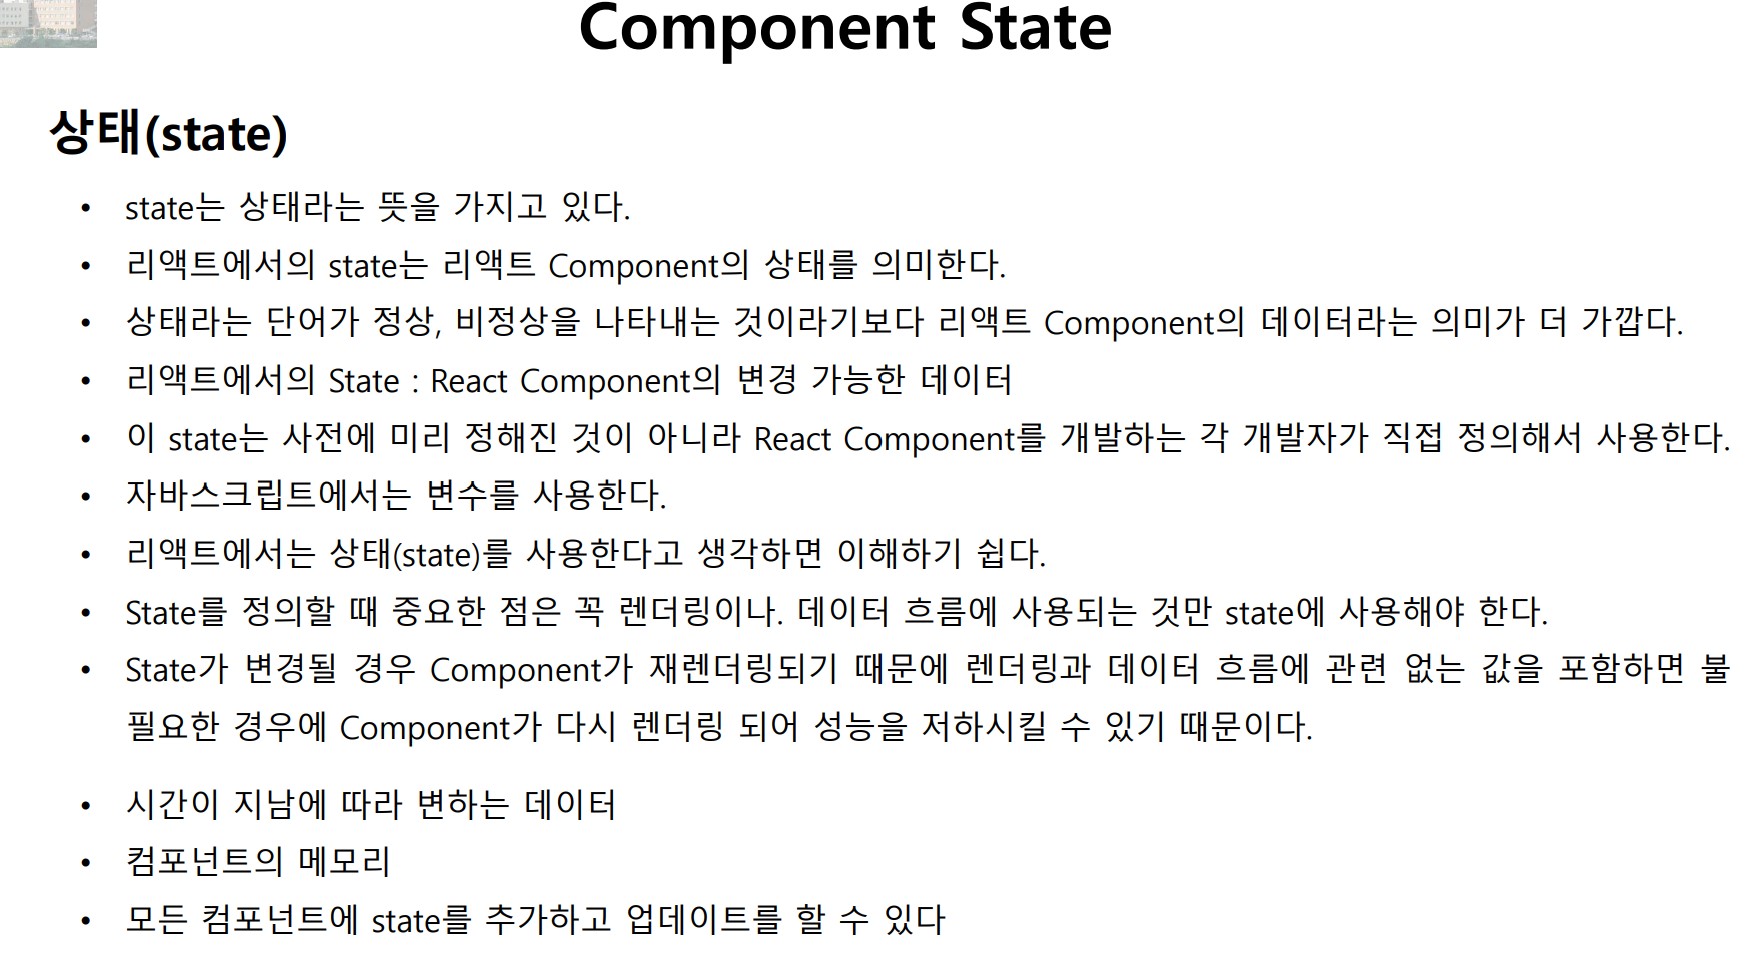 Component State
상태(state)
• state는 상태라는 뜻을 가지고 있다.
• 리액트에서의 state는 리액트 Component의 상태를 의미한다.
• 상태라는 단어가 정상, 비정상을 나타내는 것이라기보다 리액트 Component의 데이터라는 의미가 더 가깝다.
• 리액트에서의 State : React Component의 변경 가능한 데이터
• 이 state는 사전에 미리 정해진 것이 아니라 React Component를 개발하는 각 개발자가 직접 정의해서 사용한다.
• 자바스크립트에서는 변수를 사용한다.
• 리액트에서는 상태(state)를 사용한다고 생각하면 이해하기 쉽다.
• State를 정의할 때 중요한 점은 꼭 렌더링이나. 데이터 흐름에 사용되는 것만 state에 사용해야 한다.
• State가 변경될 경우 Component가 재렌더링되기 때문에 렌더링과 데이터 흐름에 관련 없는 값을 포함하면 불
필요한 경우에 Component가 다시 렌더링 되어 성능을 저하시킬 수 있기 때문이다.
• 시간이 지남에 따라 변하는 데이터
• 컴포넌트의 메모리
• 모든 컴포넌트에 state를 추가하고 업데이트를 할 수 있다